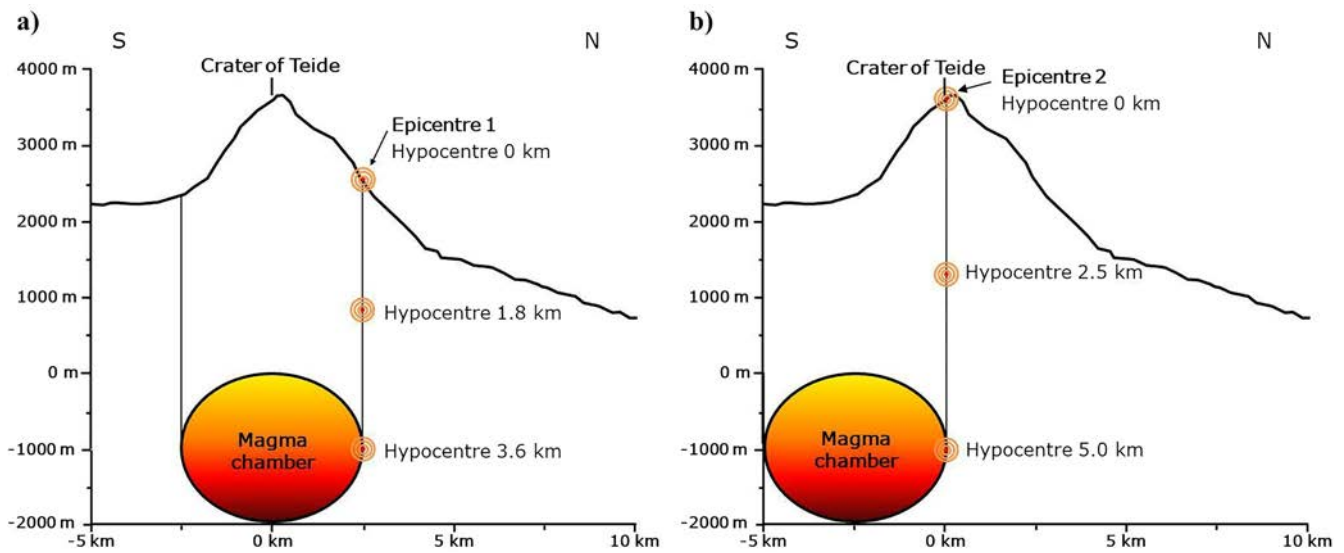 a)
S
N
Crater of Teide
4000 m
3000 m
2000 m
1000 m
0 m
-1000 m
-2000 m
Epicentre 1
Hypocentre 0 km
Hypocentre 1.8 km
Hypocentre 3.6 km
Magma
chamber
-5 km
0 km
5 km
10 km
b)
S
N
Crater of Teide
4000 m
3000 m
2000 m
1000 m
0 m
-1000 m
-2000 m
Epicentre 2
Hypocentre 0 km
Hypocentre 2.5 km
Hypocentre 5.0 km
Magma
chamber
-5 km
0 km
5 km
10 km